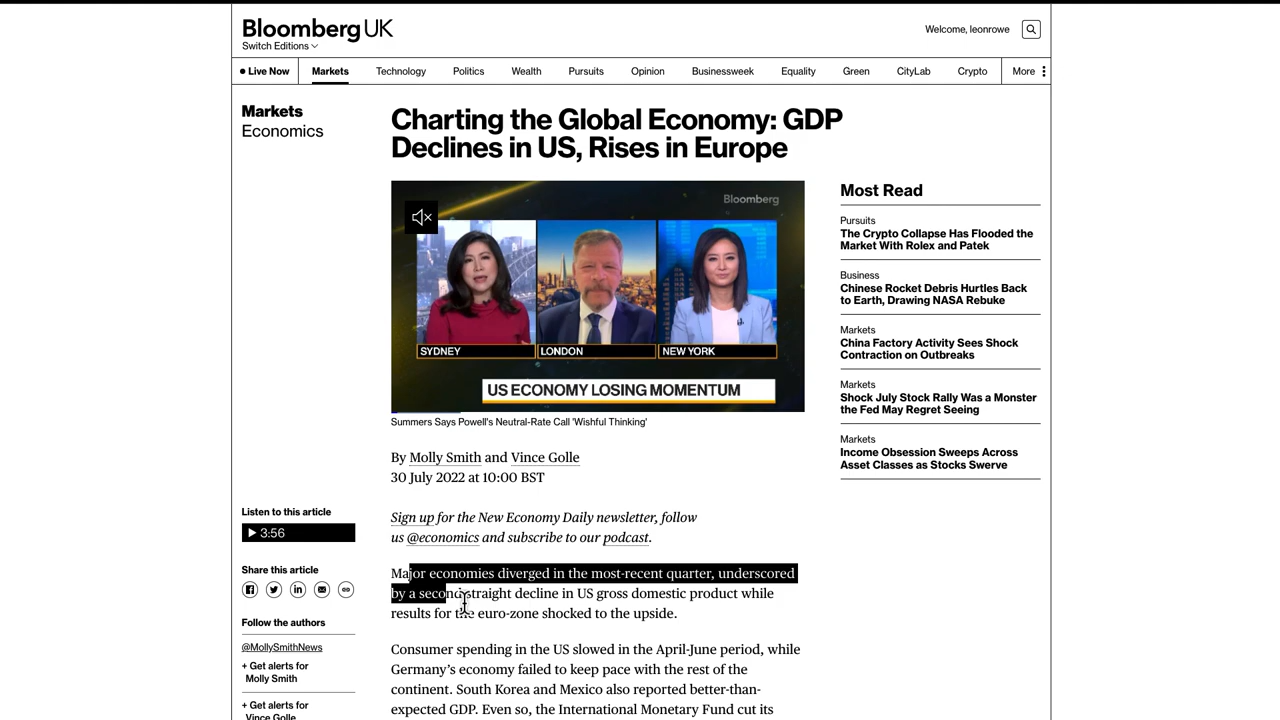 Bloomberg UK
Switch Editions
Welcome, leonrowe
Live Now
Markets
Technology
Politics
Wealth
Pursuits
Opinion
Businessweek
Equality
Green
CityLab
Crypto
More
Markets
Economics
Charting the Global Economy: GDP
Declines in US, Rises in Europe
Bloomberg
SYDNEY
LONDON
NEW YORK
US ECONOMY LOSING MOMENTUM
Summers Says Powell's Neutral-Rate Call 'Wishful Thinking'
By Molly Smith and Vince Golle
30 July 2022 at 10:00 BST
Sign up for the New Economy Daily newsletter, follow
us @economics and subscribe to our podcast.
Major economies diverged in the most-recent quarter, underscored
by a second straight decline in US gross domestic product while
results for the euro-zone shocked to the upside.
Consumer spending in the US slowed in the April-June period, while
Germany's economy failed to keep pace with the rest of the
continent. South Korea and Mexico also reported better-than-
expected GDP. Even so, the International Monetary Fund cut its
Listen to this article
3:56
Share this article
Follow the authors
@MollySmithNews
+ Get alerts for
Molly Smith
+ Get alerts for
Vince Golle
Most Read
Pursuits
The Crypto Collapse Has Flooded the
Market With Rolex and Patek
Business
Chinese Rocket Debris Hurtles Back
to Earth, Drawing NASA Rebuke
Markets
China Factory Activity Sees Shock
Contraction on Outbreaks
Markets
Shock July Stock Rally Was a Monster
the Fed May Regret Seeing
Markets
Income Obsession Sweeps Across
Asset Classes as Stocks Swerve